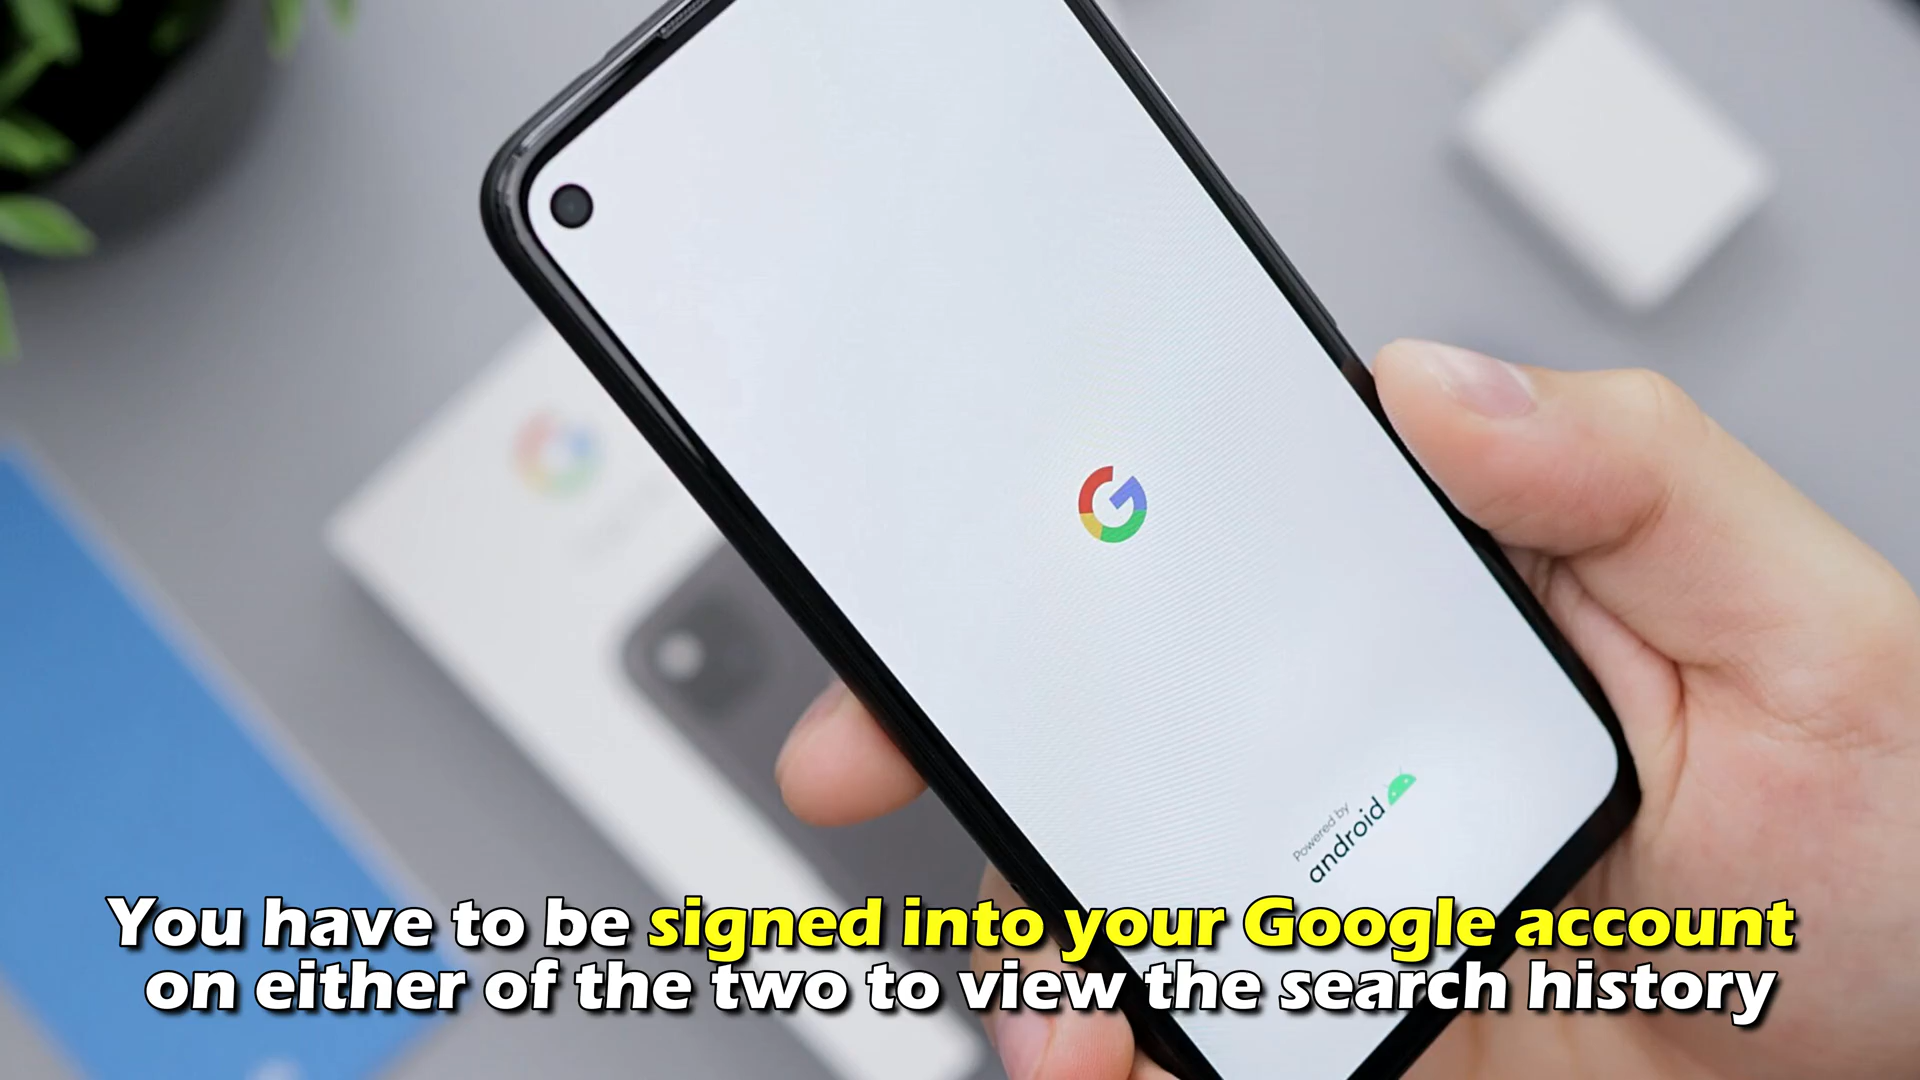 G
Powered by
android
You have to be signed into your Google account
on either of the two to view the search history